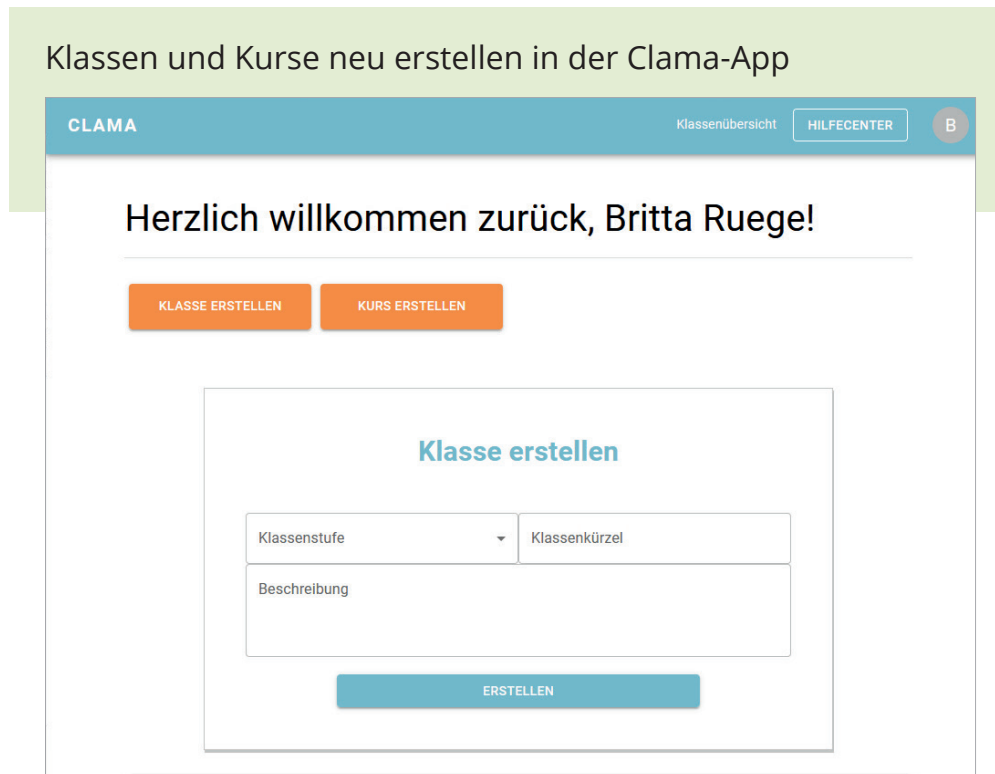 Klassen und Kurse neu erstellen in der Clama-App
CLAMA
Klassenübersicht
HILFECENTER
B
Herzlich willkommen zurück, Britta Ruege!
KLASSE ERSTELLEN
KURS ERSTELLEN
Klasse erstellen
Klassenstufe
Klassenkürzel
Beschreibung
ERSTELLEN